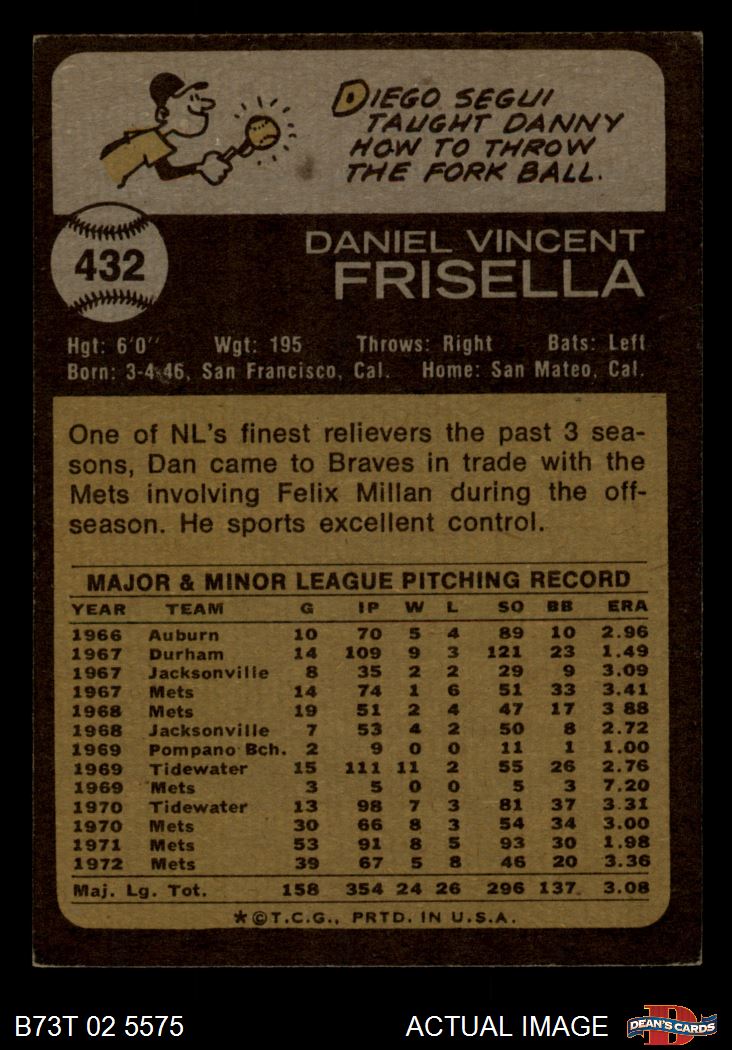 DIEGO SEGUI
TAUGHT DANNY
HOW TO THROW
THE FORK BALL.
432
DANIEL VINCENT
FRISELLA
Hgt: 6'0" Wgt: 195 Throws: Right Bats: Left
Born: 3-4-46, San Francisco, Cal. Home: San Mateo, Cal.
One of NL's finest relievers the past 3 sea-
sons, Dan came to Braves in trade with the
Mets involving Felix Millan during the off-
season. He sports excellent control.
MAJOR & MINOR LEAGUE PITCHING RECORD
YEAR TEAM G IP W L SO BB ERA
1966 Auburn 10 70 5 4 89 10 2.96
1967 Durham 14 109 9 3 121 23 1.49
1967 Jacksonville 8 35 2 2 29 9 3.09
1967 Mets 14 74 1 6 51 33 3.41
1968 Mets 19 51 2 4 47 17 3 88
1968 Jacksonville 7 53 4 2 50 8 2.72
1969 Pompano Bch. 2 9 0 0 11 1 1.00
1969 Tidewater 15 111 11 2 55 26 2.76
1969 Mets 3 5 0 0 5 3 7.20
1970 Tidewater 13 98 7 3 81 37 3.31
1970 Mets 30 66 8 3 54 34 3.00
1971 Mets 53 91 8 5 93 30 1.98
1972 Mets 39 67 5 8 46 20 3.36
Maj. Lg. Tot. 158 354 24 26 296 137 3.08
*©T.C.G., PRTD. IN U.S.A.
B73T 02 5575 ACTUAL IMAGE DEAN'S CARDS